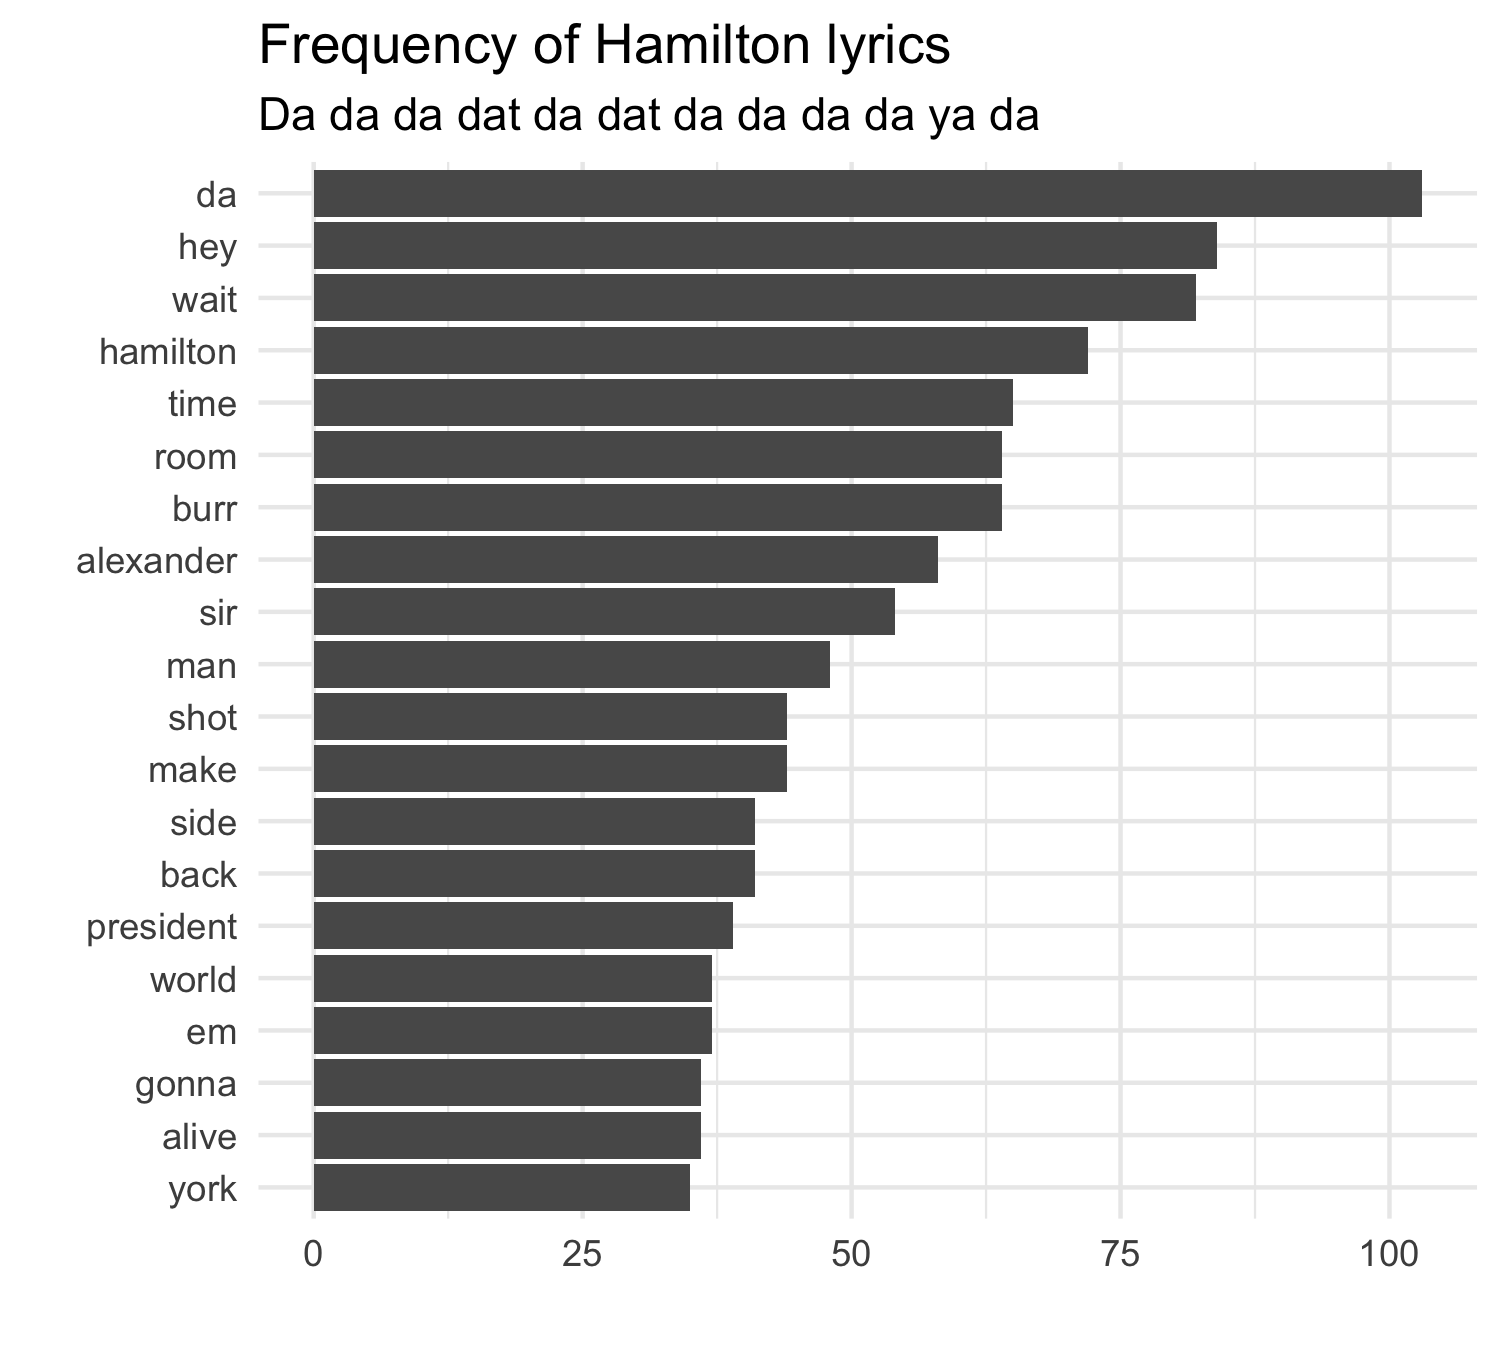 Frequency of Hamilton lyrics
Da da da dat da dat da da da da ya da
da
hey
wait
hamilton
time
room
burr
alexander
sir
man
shot
make
side
back
president
world
em
gonna
alive
york
0 25 50 75 100